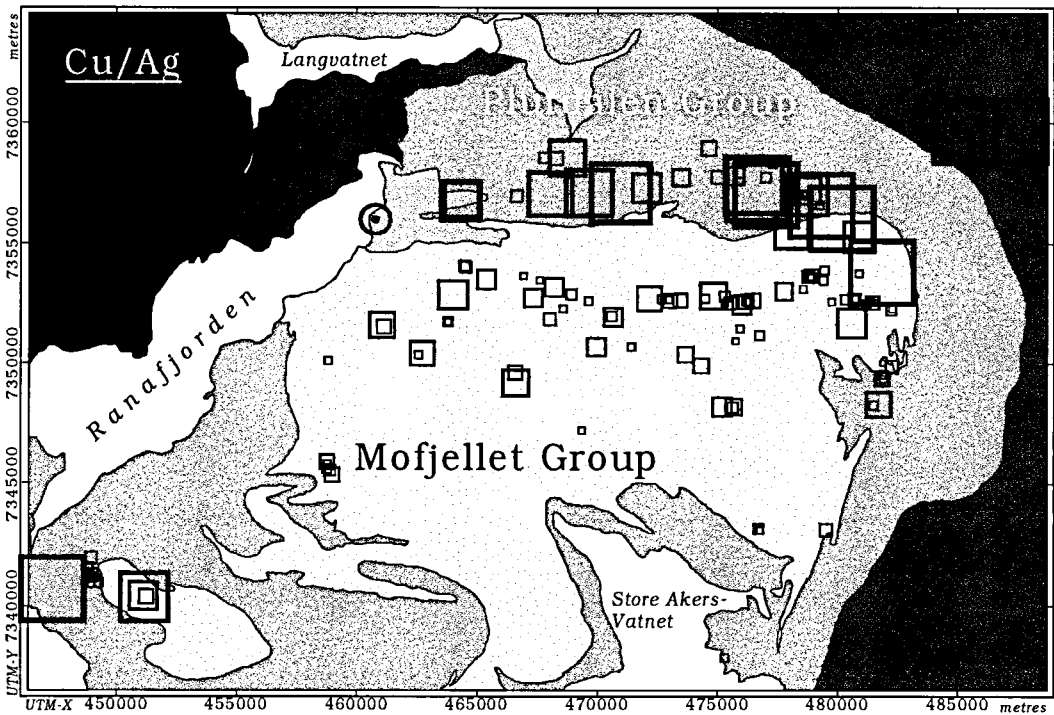 metres
Cu/Ag
Langvatnet
Plurdalen Group
7360000
7355000
Ranafjorden
7350000
Mofjellet Group
7345000
Store Akers-
Vatnet
7340000
UTM-Y
UTM-X 450000 455000 460000 465000 470000 475000 480000 485000 metres